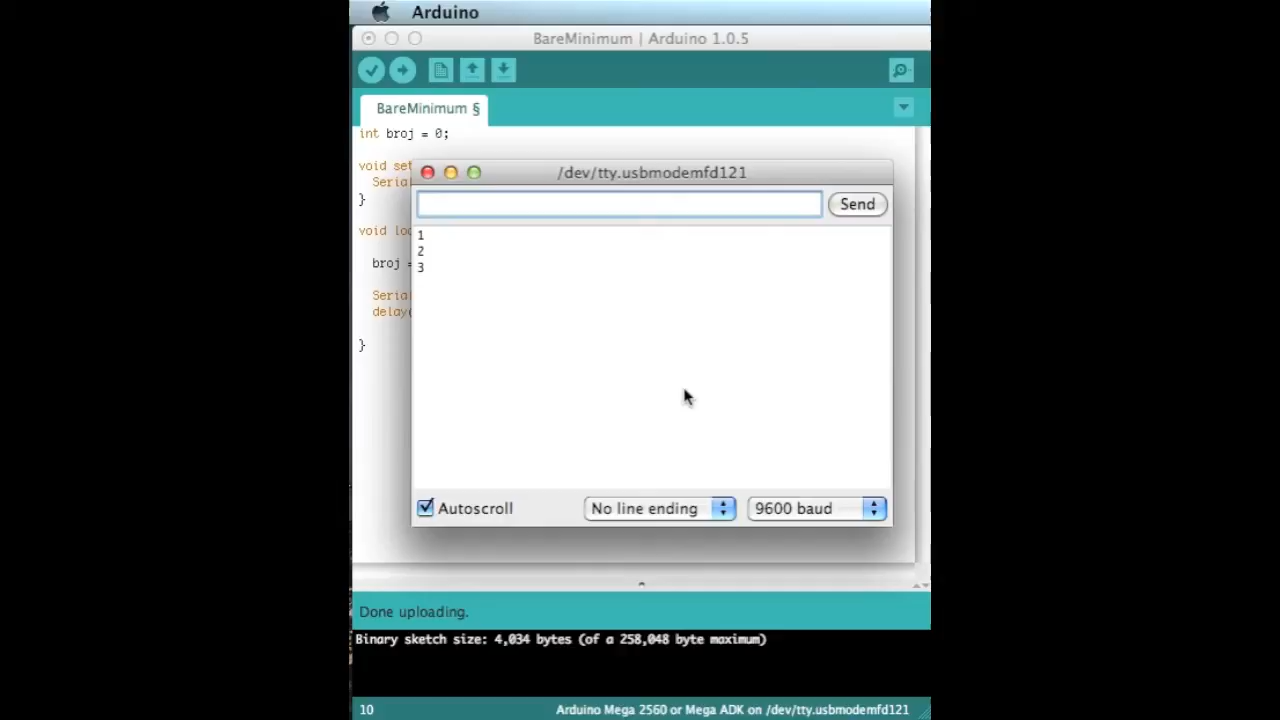 Arduino
BareMinimum | Arduino 1.0.5
BareMinimum §
int broj = 0;
void set
Serial
}
void loo
broj =
Serial
delay(
}
/dev/tty.usbmodemfd121
Send
1
2
3
Autoscroll
No line ending
9600 baud
Done uploading.
Binary sketch size: 4,034 bytes (of a 258,048 byte maximum)
10
Arduino Mega 2560 or Mega ADK on /dev/tty.usbmodemfd121